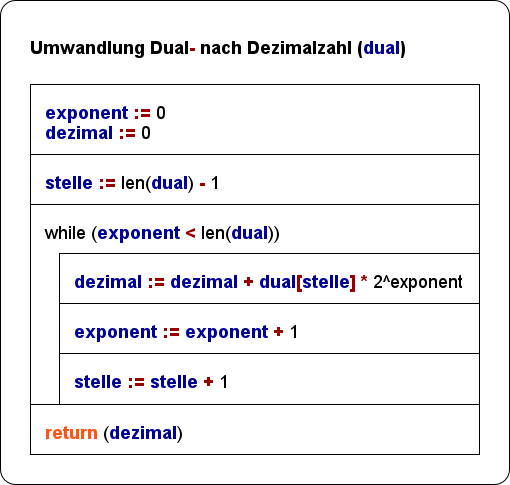 Umwandlung Dual- nach Dezimalzahl (dual)
exponent := 0
dezimal := 0
stelle := len(dual) - 1
while (exponent < len(dual))
dezimal := dezimal + dual[stelle] * 2^exponent
exponent := exponent + 1
stelle := stelle + 1
return (dezimal)